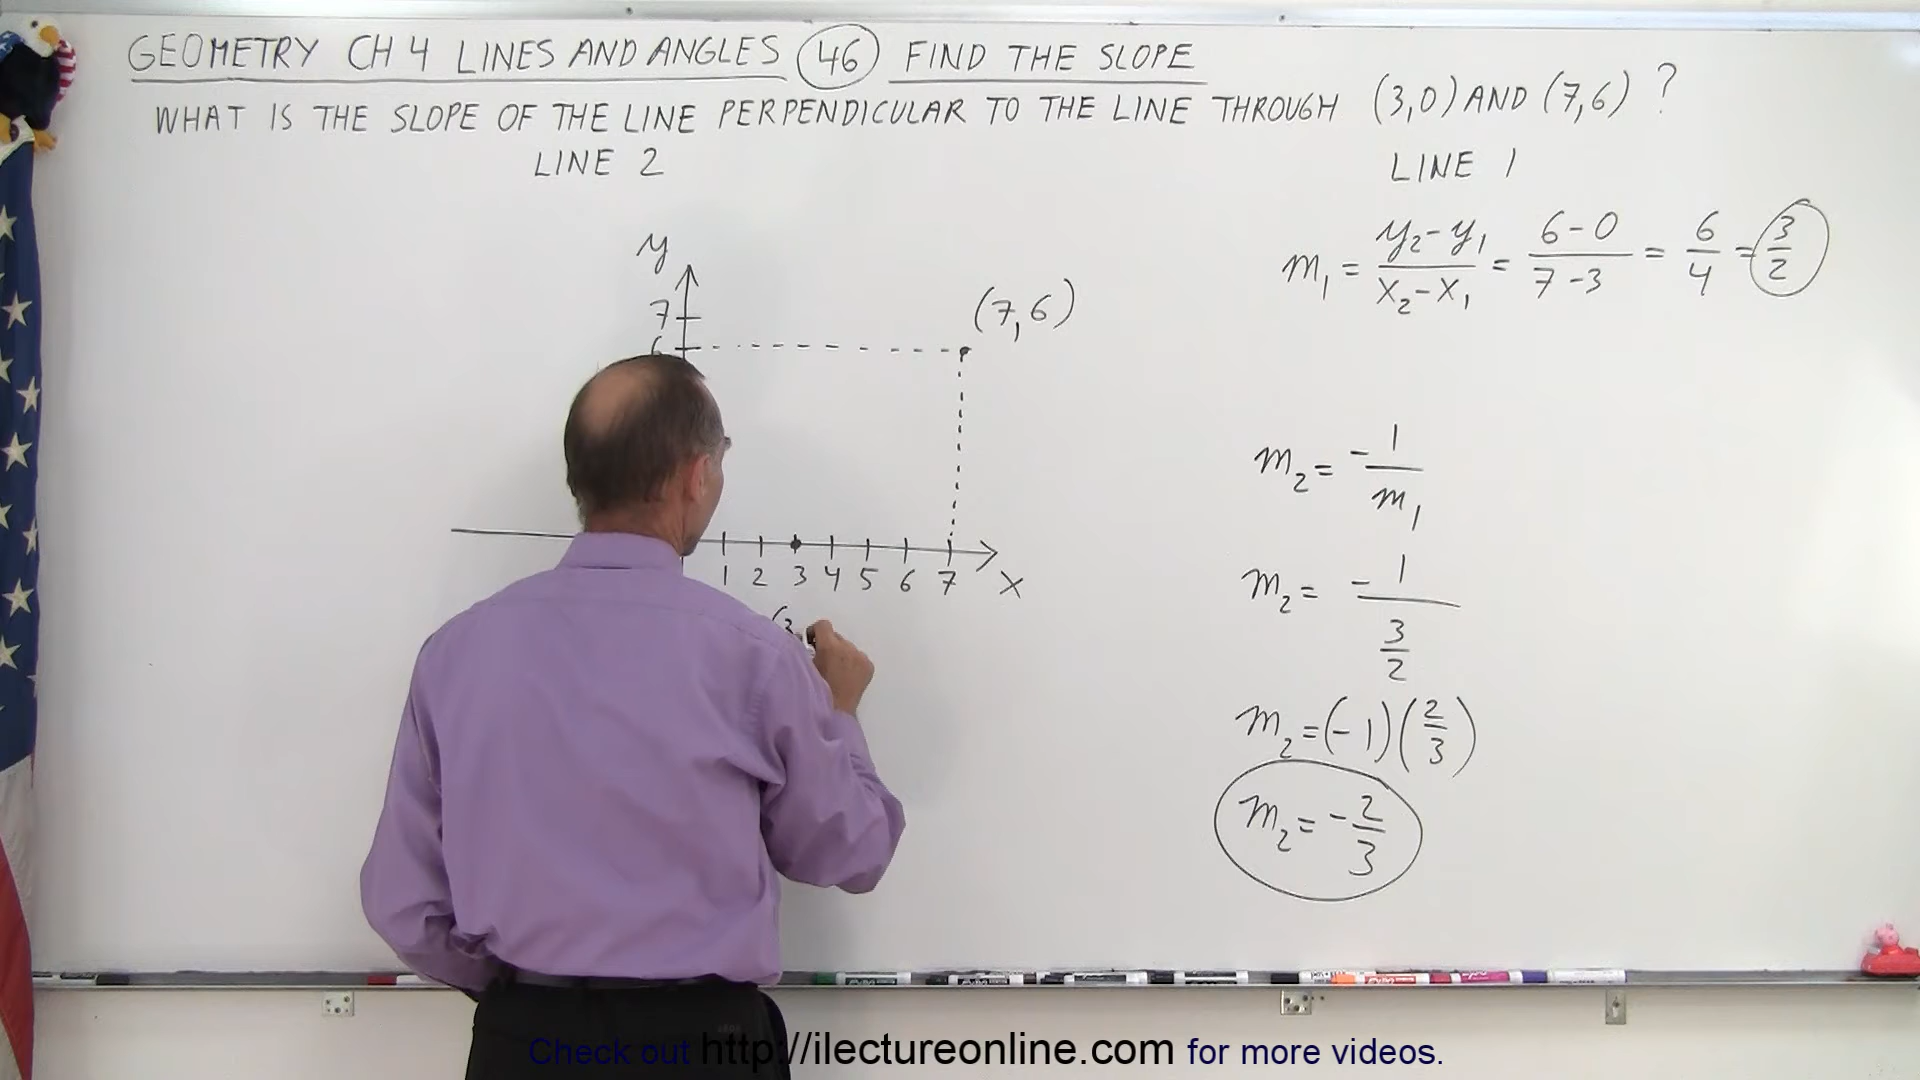 GEOMETRY CH 4 LINES AND ANGLES 46 FIND THE SLOPE
WHAT IS THE SLOPE OF THE LINE PERPENDICULAR TO THE LINE THROUGH (3,0) AND (7,6) ?
LINE 2 LINE 1
m₁ = y₂-y₁/x₂-x₁ = 6-0/7-3 = 6/4 = 3/2
y
(7,6)
7
6
m₂ = -1/m₁
1 2 3 4 5 6 7 x
m₂ = -1/(3/2)
(3
m₂ = (-1)(2/3)
m₂ = -2/3
Check out http://ilectureonline.com for more videos.